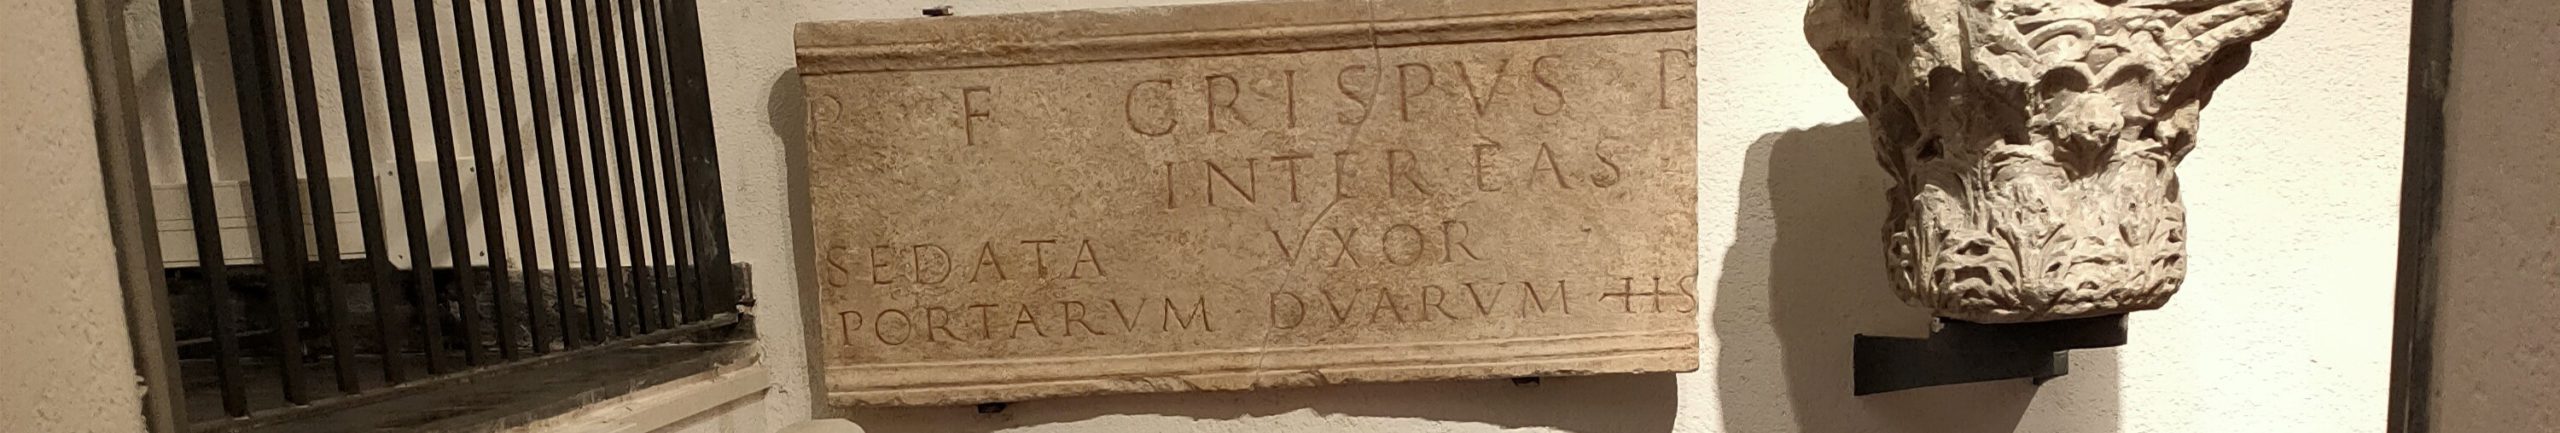 P F CRISPVS P
INTER EAS
SEDATA VXOR
PORTARVM DVARVM HS